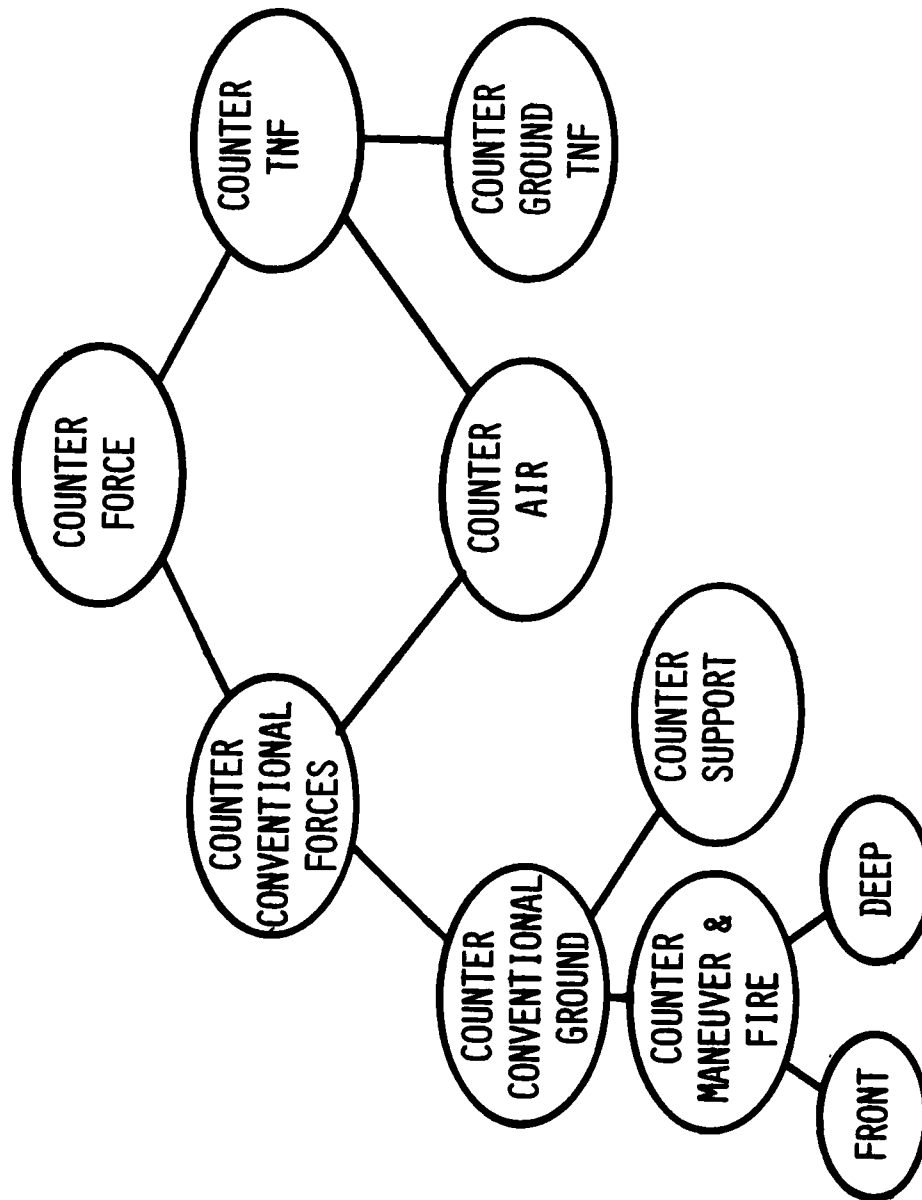 COUNTER
FORCE
COUNTER
CONVENTIONAL
FORCES
COUNTER
TNF
COUNTER
CONVENTIONAL
GROUND
COUNTER
AIR
COUNTER
GROUND
TNF
COUNTER
MANEUVER &
FIRE
COUNTER
SUPPORT
FRONT
DEEP